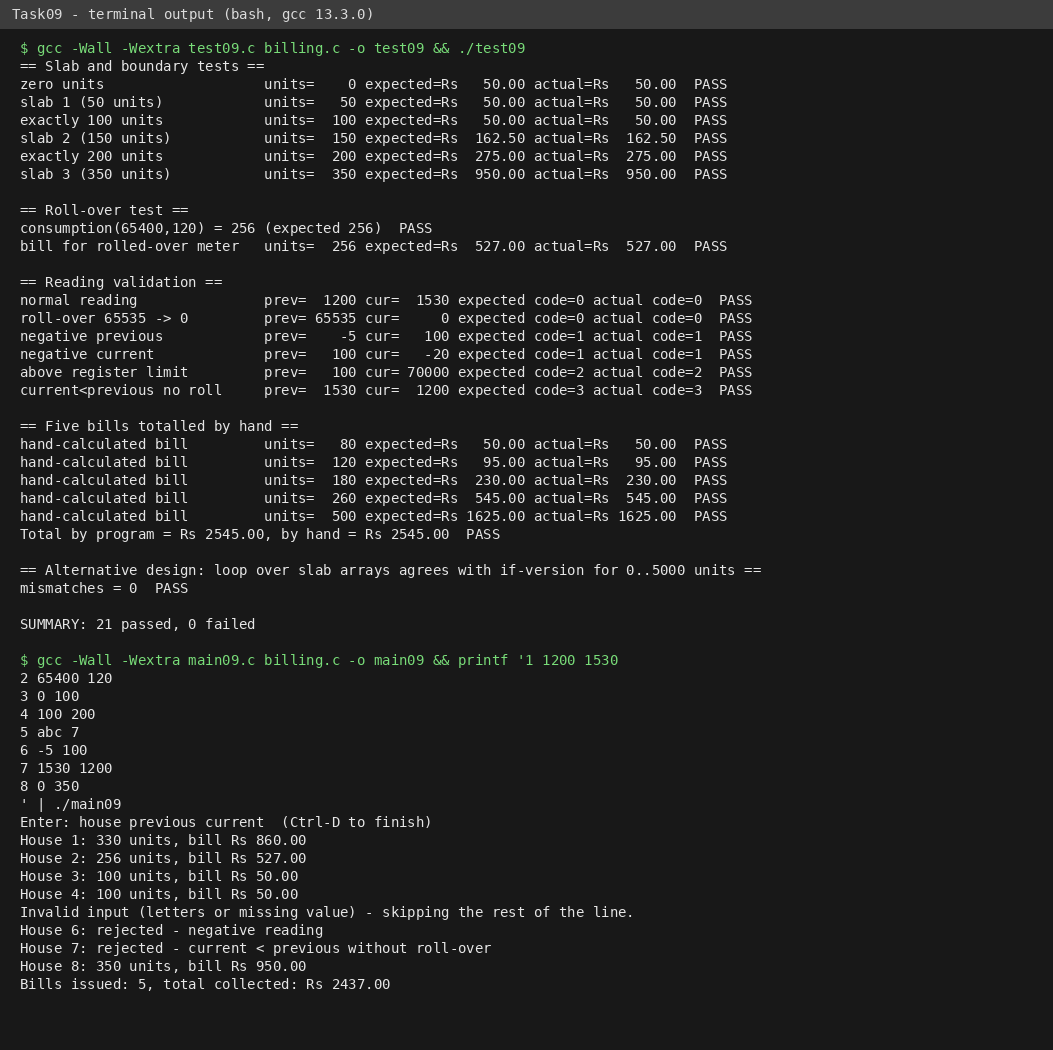 Task09 - terminal output (bash, gcc 13.3.0)
$ gcc -Wall -Wextra test09.c billing.c -o test09 && ./test09
== Slab and boundary tests ==
zero units                   units=    0 expected=Rs   50.00 actual=Rs   50.00  PASS
slab 1 (50 units)            units=   50 expected=Rs   50.00 actual=Rs   50.00  PASS
exactly 100 units            units=  100 expected=Rs   50.00 actual=Rs   50.00  PASS
slab 2 (150 units)           units=  150 expected=Rs  162.50 actual=Rs  162.50  PASS
exactly 200 units            units=  200 expected=Rs  275.00 actual=Rs  275.00  PASS
slab 3 (350 units)           units=  350 expected=Rs  950.00 actual=Rs  950.00  PASS
== Roll-over test ==
consumption(65400,120) = 256 (expected 256)  PASS
bill for rolled-over meter   units=  256 expected=Rs  527.00 actual=Rs  527.00  PASS
== Reading validation ==
normal reading               prev=  1200 cur=  1530 expected code=0 actual code=0  PASS
roll-over 65535 -> 0         prev= 65535 cur=     0 expected code=0 actual code=0  PASS
negative previous            prev=    -5 cur=   100 expected code=1 actual code=1  PASS
negative current             prev=   100 cur=   -20 expected code=1 actual code=1  PASS
above register limit         prev=   100 cur= 70000 expected code=2 actual code=2  PASS
current<previous no roll     prev=  1530 cur=  1200 expected code=3 actual code=3  PASS
== Five bills totalled by hand ==
hand-calculated bill         units=   80 expected=Rs   50.00 actual=Rs   50.00  PASS
hand-calculated bill         units=  120 expected=Rs   95.00 actual=Rs   95.00  PASS
hand-calculated bill         units=  180 expected=Rs  230.00 actual=Rs  230.00  PASS
hand-calculated bill         units=  260 expected=Rs  545.00 actual=Rs  545.00  PASS
hand-calculated bill         units=  500 expected=Rs 1625.00 actual=Rs 1625.00  PASS
Total by program = Rs 2545.00, by hand = Rs 2545.00  PASS
== Alternative design: loop over slab arrays agrees with if-version for 0..5000 units ==
mismatches = 0  PASS
SUMMARY: 21 passed, 0 failed
$ gcc -Wall -Wextra main09.c billing.c -o main09 && printf '1 1200 1530
2 65400 120
3 0 100
4 100 200
5 abc 7
6 -5 100
7 1530 1200
8 0 350
' | ./main09
Enter: house previous current  (Ctrl-D to finish)
House 1: 330 units, bill Rs 860.00
House 2: 256 units, bill Rs 527.00
House 3: 100 units, bill Rs 50.00
House 4: 100 units, bill Rs 50.00
Invalid input (letters or missing value) - skipping the rest of the line.
House 6: rejected - negative reading
House 7: rejected - current < previous without roll-over
House 8: 350 units, bill Rs 950.00
Bills issued: 5, total collected: Rs 2437.00